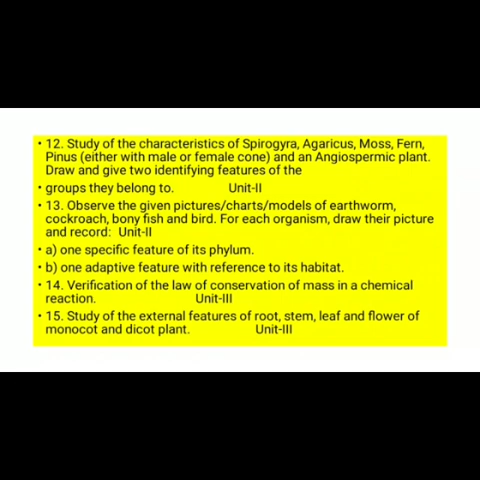 • 12. Study of the characteristics of Spirogyra, Agaricus, Moss, Fern,
Pinus (either with male or female cone) and an Angiospermic plant.
Draw and give two identifying features of the
• groups they belong to. Unit-II
• 13. Observe the given pictures/charts/models of earthworm,
cockroach, bony fish and bird. For each organism, draw their picture
and record: Unit-II
• a) one specific feature of its phylum.
• b) one adaptive feature with reference to its habitat.
• 14. Verification of the law of conservation of mass in a chemical
reaction. Unit-III
• 15. Study of the external features of root, stem, leaf and flower of
monocot and dicot plant. Unit-III